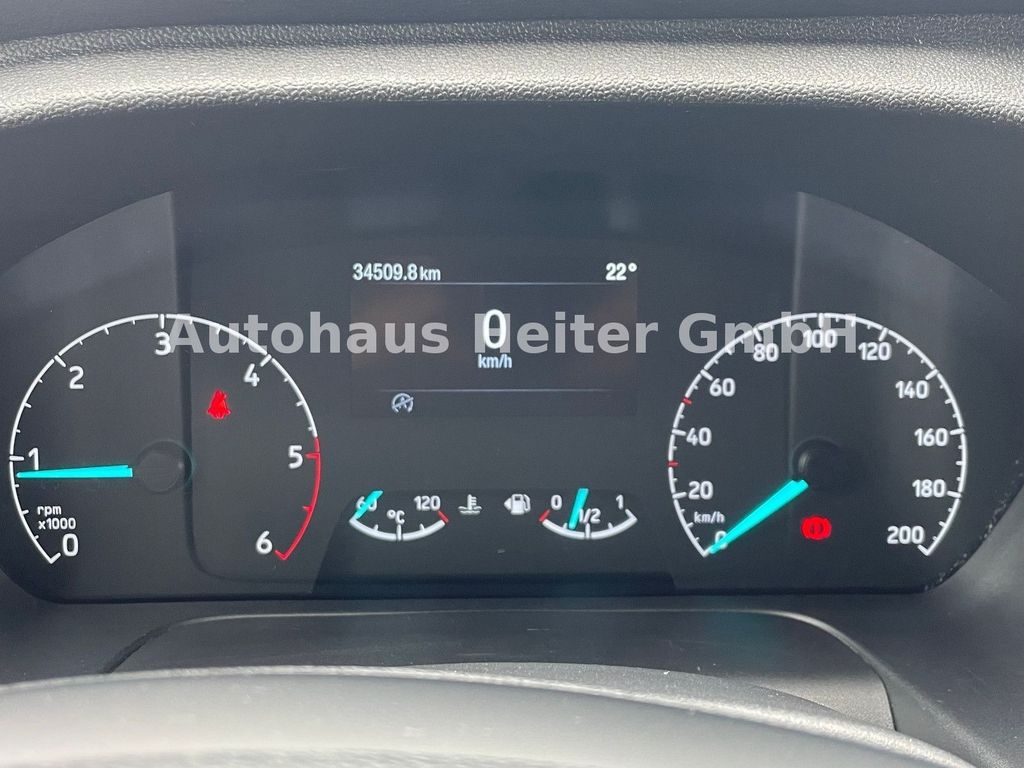 34509.8 km 22°
Autohaus Heiter GmbH
0
km/h
0 1 2 3 4 5 6
rpm
x1000
60 °C 120
0 1/2 1
0 20 40 60 80 100 120 140 160 180 200
km/h